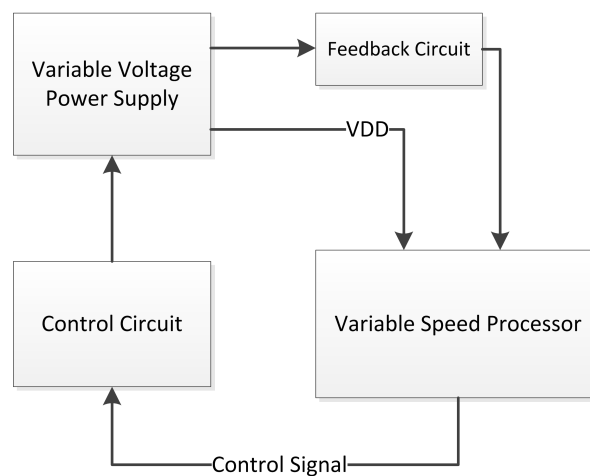 Variable Voltage
Power Supply
Feedback Circuit
VDD
Control Circuit
Variable Speed Processor
Control Signal